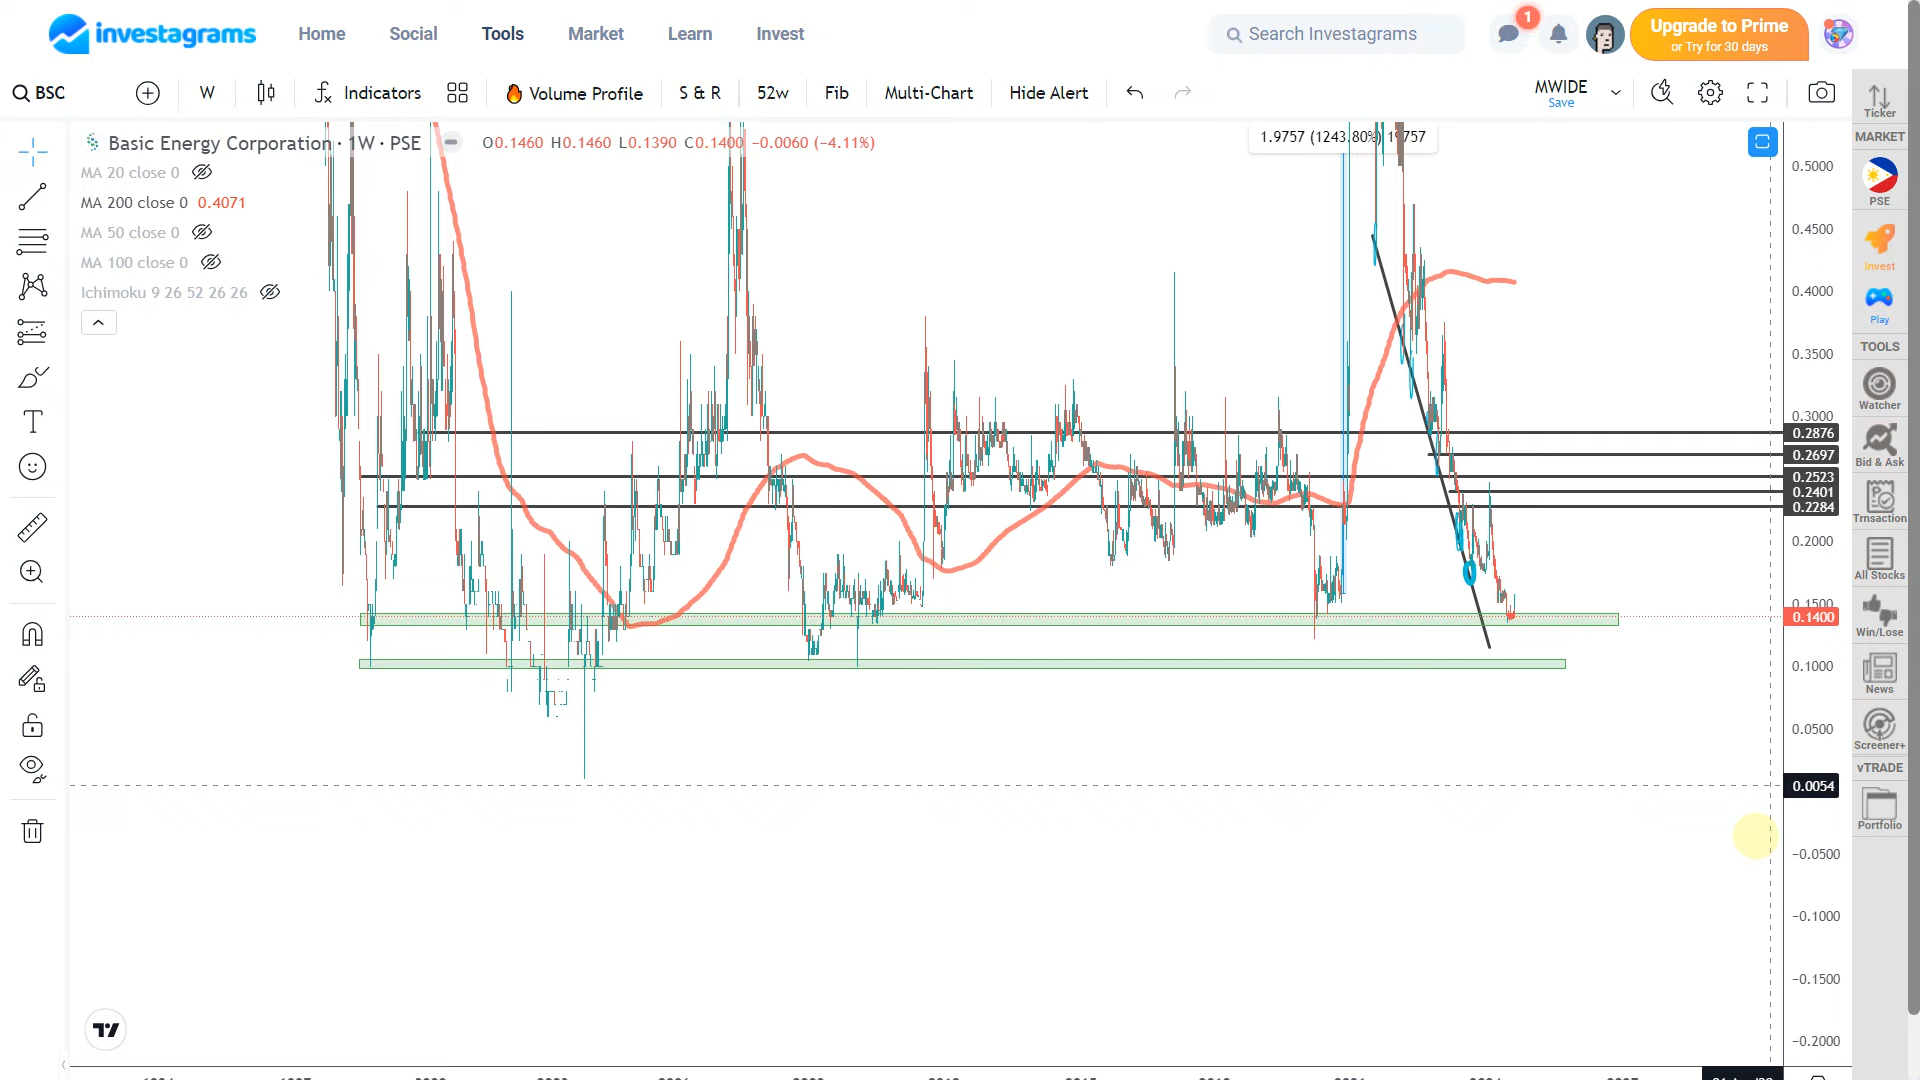 investagrams
Home
Social
Tools
Market
Learn
Invest
Search Investagrams
1
Upgrade to Prime
or Try for 30 days
BSC
W
Indicators
Volume Profile
S & R
52w
Fib
Multi-Chart
Hide Alert
MWIDE
Save
Basic Energy Corporation · 1W · PSE
O0.1460 H0.1460 L0.1390 C0.1400 −0.0060 (−4.11%)
MA 20 close 0
MA 200 close 0 0.4071
MA 50 close 0
MA 100 close 0
Ichimoku 9 26 52 26 26
0.5000
0.4500
0.4000
0.3500
0.3000
0.2876
0.2697
0.2523
0.2401
0.2284
0.2000
0.1500
0.1400
0.1000
0.0500
0.0054
−0.0500
−0.1000
−0.1500
−0.2000
Ticker
MARKET
PSE
Invest
Play
TOOLS
Watcher
Bid & Ask
Trnsaction
All Stocks
Win/Lose
News
Screener+
vTRADE
Portfolio